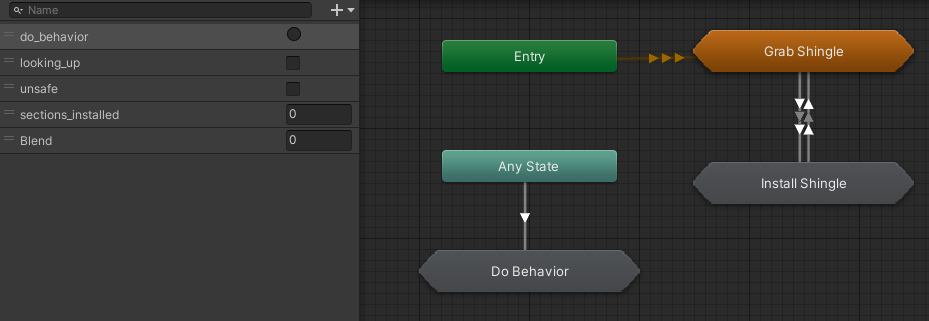 Name
do_behavior
looking_up
unsafe
sections_installed 0
Blend 0
Entry
Grab Shingle
Any State
Install Shingle
Do Behavior